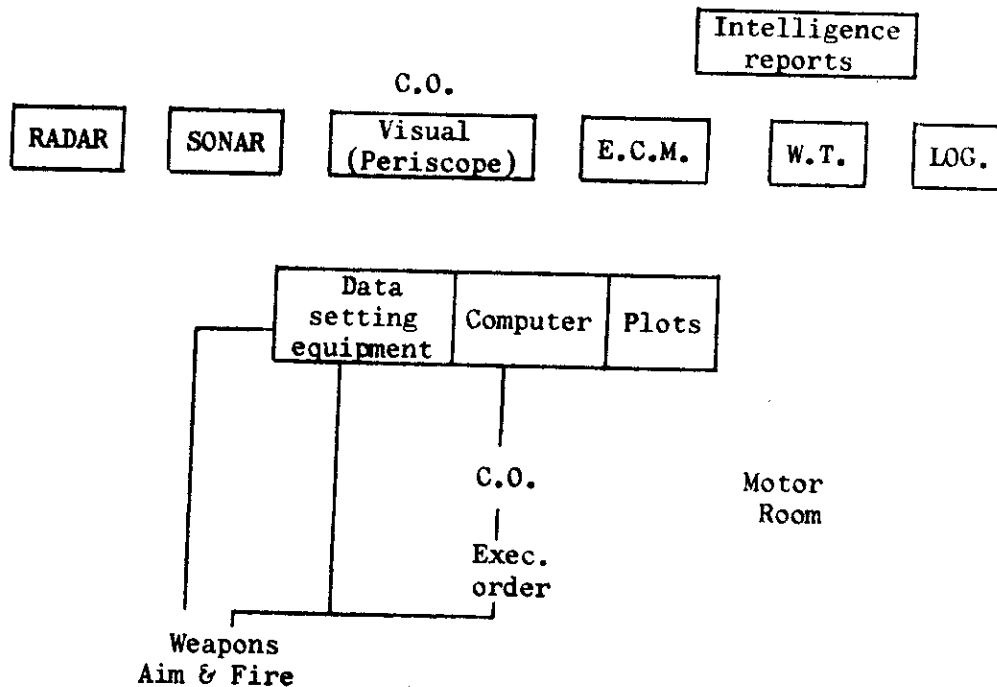 Intelligence
reports
C.O.
RADAR
SONAR
Visual
(Periscope)
E.C.M.
W.T.
LOG.
Data
setting
equipment
Computer
Plots
C.O.
Motor
Room
Exec.
order
Weapons
Aim & Fire